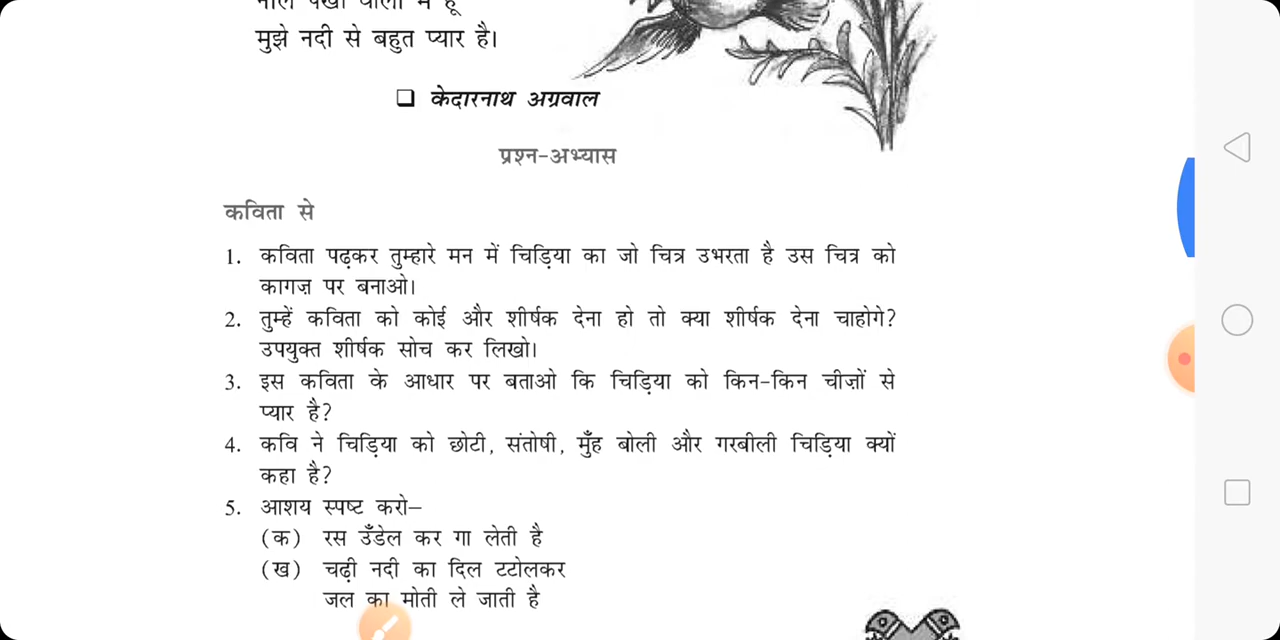 नीले पंखों वाली मैं हूँ
मुझे नदी से बहुत प्यार है।
❑ केदारनाथ अग्रवाल
प्रश्न-अभ्यास
कविता से
1. कविता पढ़कर तुम्हारे मन में चिड़िया का जो चित्र उभरता है उस चित्र को
कागज़ पर बनाओ।
2. तुम्हें कविता को कोई और शीर्षक देना हो तो क्या शीर्षक देना चाहोगे?
उपयुक्त शीर्षक सोच कर लिखो।
3. इस कविता के आधार पर बताओ कि चिड़िया को किन-किन चीज़ों से
प्यार है?
4. कवि ने चिड़िया को छोटी, संतोषी, मुँह बोली और गरबीली चिड़िया क्यों
कहा है?
5. आशय स्पष्ट करो–
(क) रस उँडेल कर गा लेती है
(ख) चढ़ी नदी का दिल टटोलकर
जल का मोती ले जाती है